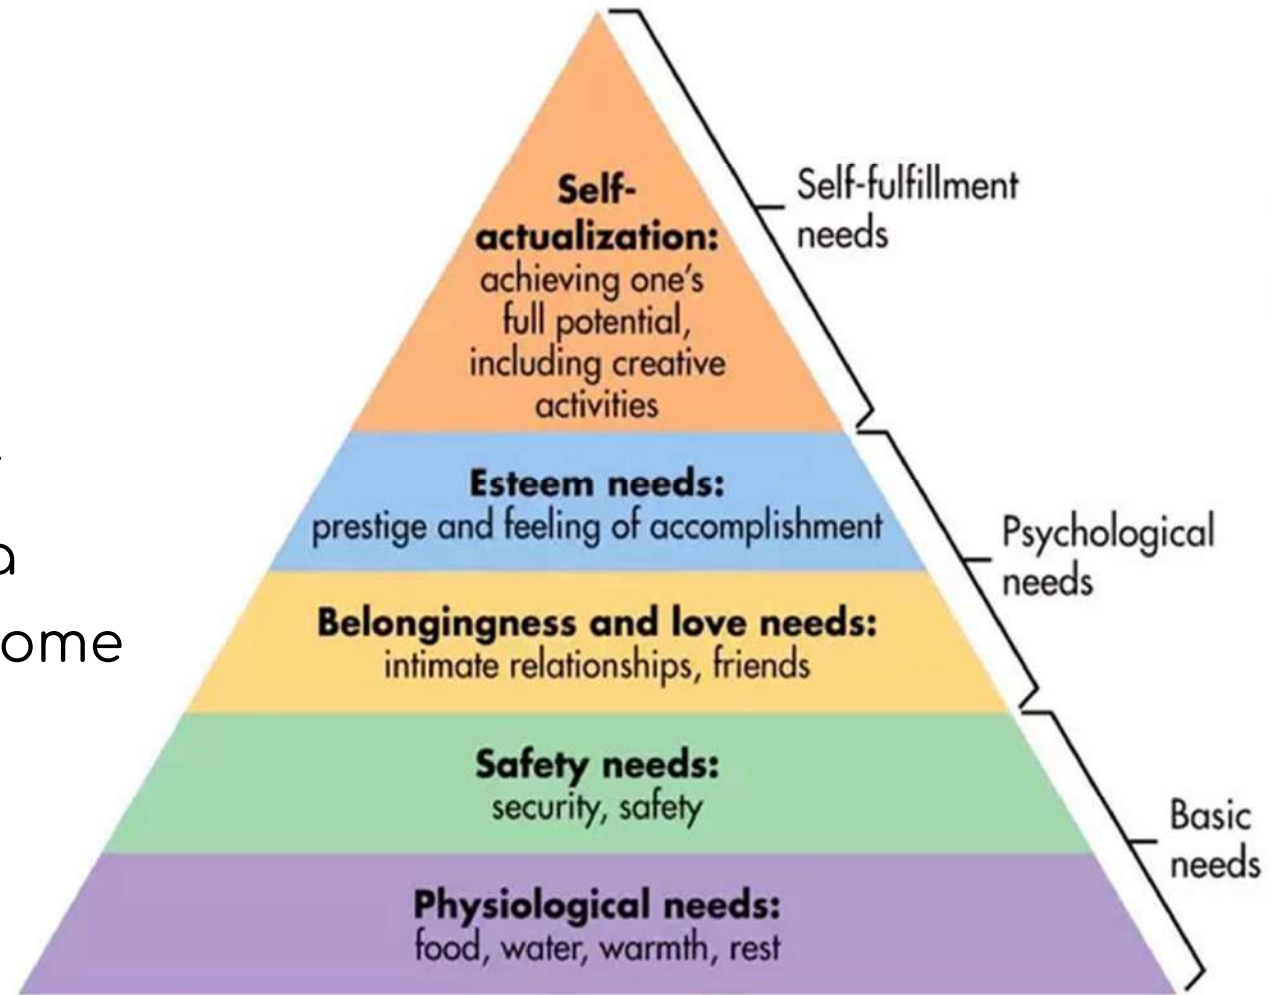 Self-
actualization:
achieving one's
full potential,
including creative
activities
Self-fulfillment
needs
Esteem needs:
prestige and feeling of accomplishment
Psychological
needs
a
ome
Belongingness and love needs:
intimate relationships, friends
Safety needs:
security, safety
Basic
needs
Physiological needs:
food, water, warmth, rest